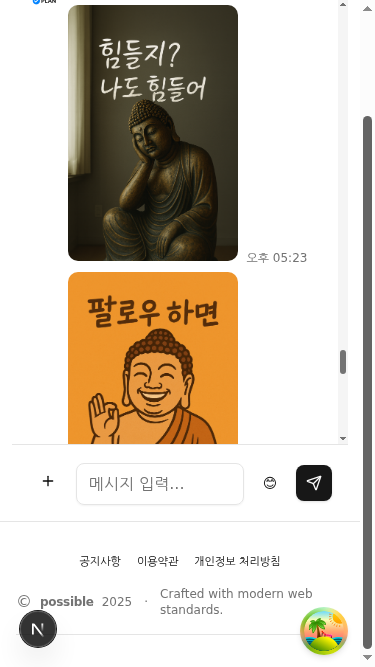 PLAN
힘들지?
나도 힘들어
오후 05:23
팔로우 하면
메시지 입력...
공지사항 이용약관 개인정보 처리방침
© possible 2025 · Crafted with modern web
standards.
N